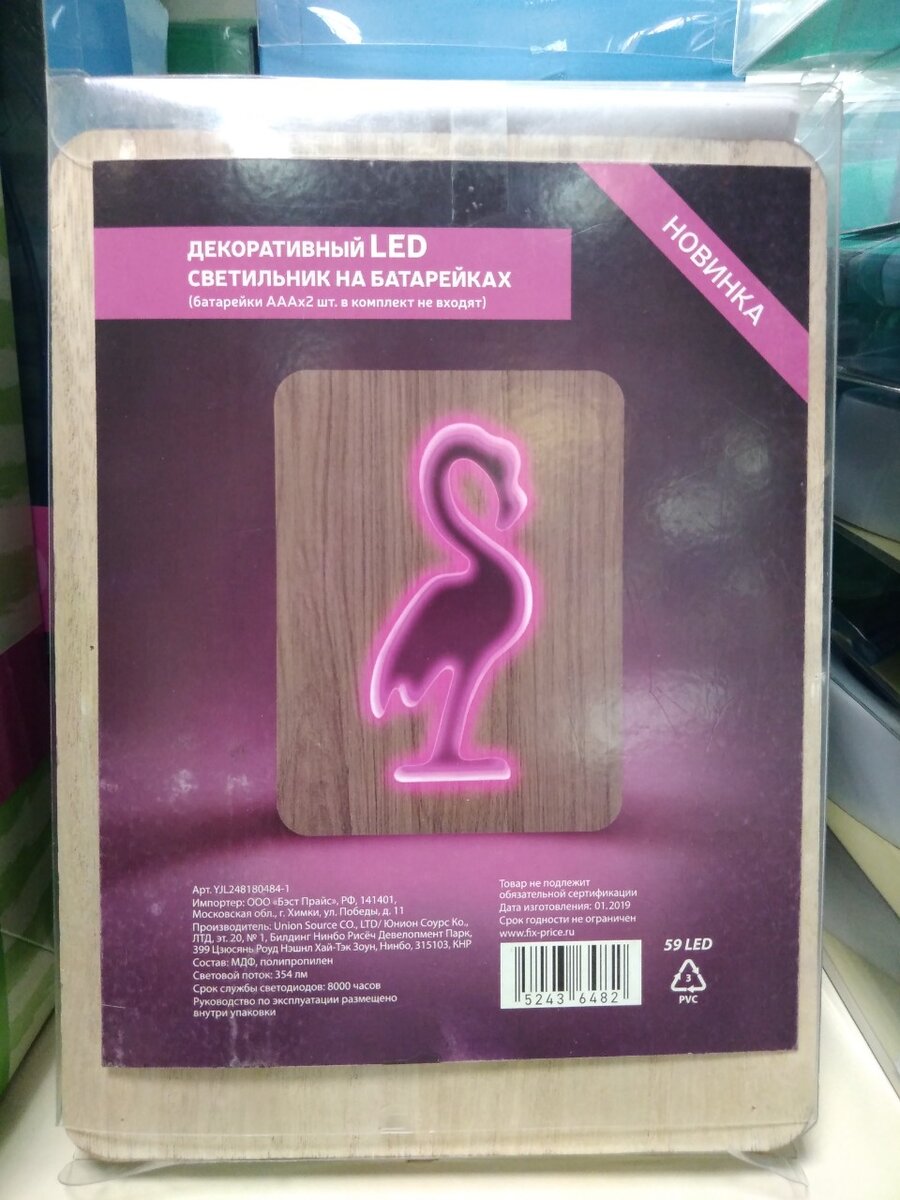 ДЕКОРАТИВНЫЙ LED
СВЕТИЛЬНИК НА БАТАРЕЙКАХ
(батарейки АААх2 шт. в комплект не входят)
НОВИНКА
Арт. YJL248180484-1
Импортер: ООО «Бэст Прайс», РФ, 141401,
Московская обл., г. Химки, ул. Победы, д. 11
Производитель: Union Source CO., LTD/ Юнион Соурс Ко.,
ЛТД, эт. 20, № 1, Билдинг Нинбо Рисёч Девелопмент Парк,
399 Цзюсянь Роуд Нэшнл Хай-Тэк Зоун, Нинбо, 315103, КНР
Состав: МДФ, полипропилен
Световой поток: 354 лм
Срок службы светодиодов: 8000 часов
Руководство по эксплуатации размещено
внутри упаковки
Товар не подлежит
обязательной сертификации
Дата изготовления: 01.2019
Срок годности не ограничен
www.fix-price.ru
5243 6482
59 LED
3
PVC